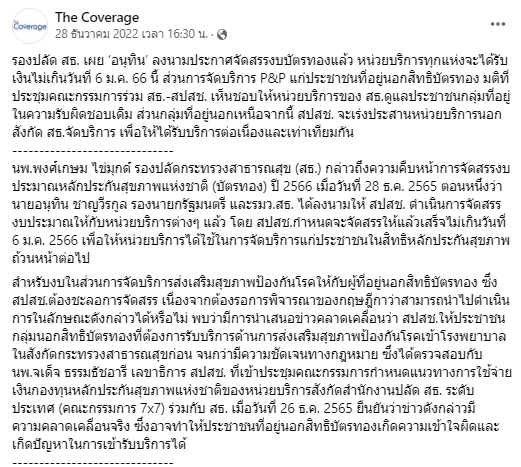 The Coverage
28 ธันวาคม 2022 เวลา 16:30 น. ·
รองปลัด สธ. เผย ‘อนุทิน’ ลงนามประกาศจัดสรรงบบัตรทองแล้ว หน่วยบริการทุกแห่งจะได้รับ
เงินไม่เกินวันที่ 6 ม.ค. 66 นี้ ส่วนการจัดบริการ P&P แก่ประชาชนที่อยู่นอกสิทธิบัตรทอง มติที่
ประชุมคณะกรรมการร่วม สธ.-สปสช. เห็นชอบให้หน่วยบริการของ สธ.ดูแลประชาชนกลุ่มที่อยู่
ในความรับผิดชอบเดิม ส่วนกลุ่มที่อยู่นอกเหนือจากนี้ สปสช. จะเร่งประสานหน่วยบริการนอก
สังกัด สธ.จัดบริการ เพื่อให้ได้รับบริการต่อเนื่องและเท่าเทียมกัน
-------------------------------
นพ.พงศ์เกษม ไข่มุกด์ รองปลัดกระทรวงสาธารณสุข (สธ.) กล่าวถึงความคืบหน้าการจัดสรรงบ
ประมาณหลักประกันสุขภาพแห่งชาติ (บัตรทอง) ปี 2566 เมื่อวันที่ 28 ธ.ค. 2565 ตอนหนึ่งว่า
นายอนุทิน ชาญวีรกูล รองนายกรัฐมนตรี และรมว.สธ. ได้ลงนามให้ สปสช. ดำเนินการจัดสรร
งบประมาณให้กับหน่วยบริการต่างๆ แล้ว โดย สปสช.กำหนดจะจัดสรรให้แล้วเสร็จไม่เกินวันที่
6 ม.ค. 2566 เพื่อให้หน่วยบริการได้ใช้ในการจัดบริการแก่ประชาชนในสิทธิหลักประกันสุขภาพ
ถ้วนหน้าต่อไป
สำหรับงบในส่วนการจัดบริการส่งเสริมสุขภาพป้องกันโรคให้กับผู้ที่อยู่นอกสิทธิบัตรทอง ซึ่ง
สปสช.ต้องชะลอการจัดสรร เนื่องจากต้องรอการพิจารณาของกฤษฎีกาว่าสามารถนำไปดำเนิน
การในลักษณะดังกล่าวได้หรือไม่ พบว่ามีการนำเสนอข่าวคลาดเคลื่อนว่า สปสช.ให้ประชาชน
กลุ่มนอกสิทธิบัตรทองที่ต้องการรับบริการด้านการส่งเสริมสุขภาพป้องกันโรคเข้าโรงพยาบาล
ในสังกัดกระทรวงสาธารณสุขก่อน จนกว่ามีความชัดเจนทางกฎหมาย ซึ่งได้ตรวจสอบกับ
นพ.จเด็จ ธรรมธัชอารี เลขาธิการ สปสช. ที่เข้าประชุมคณะกรรมการกำหนดแนวทางการใช้จ่าย
เงินกองทุนหลักประกันสุขภาพแห่งชาติของหน่วยบริการสังกัดสำนักงานปลัด สธ. ระดับ
ประเทศ (คณะกรรมการ 7x7) ร่วมกับ สธ. เมื่อวันที่ 26 ธ.ค. 2565 ยืนยันว่าข่าวดังกล่าวมี
ความคลาดเคลื่อนจริง ซึ่งอาจทำให้ประชาชนที่อยู่นอกสิทธิบัตรทองเกิดความเข้าใจผิดและ
เกิดปัญหาในการเข้ารับบริการได้
-------------------------------